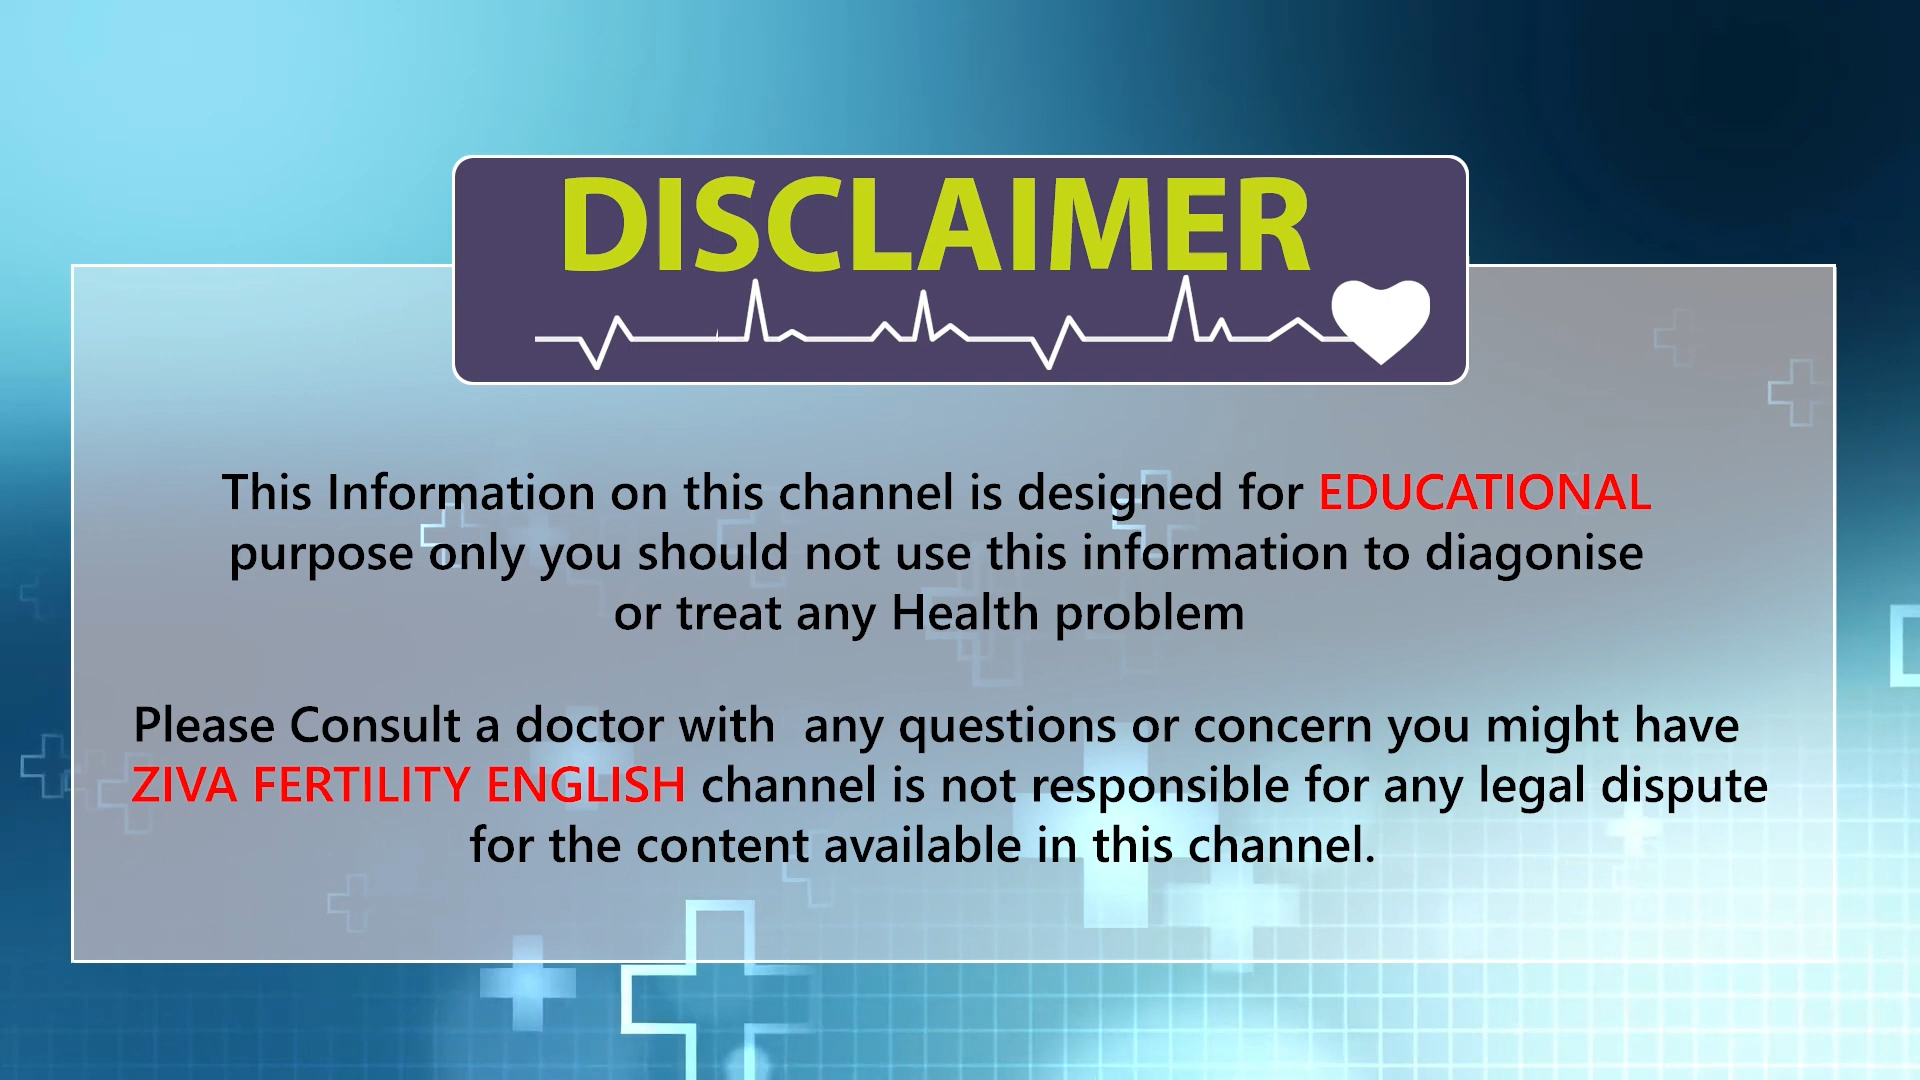 DISCLAIMER
This Information on this channel is designed for EDUCATIONAL
purpose only you should not use this information to diagonise
or treat any Health problem
Please Consult a doctor with  any questions or concern you might have
ZIVA FERTILITY ENGLISH channel is not responsible for any legal dispute
for the content available in this channel.